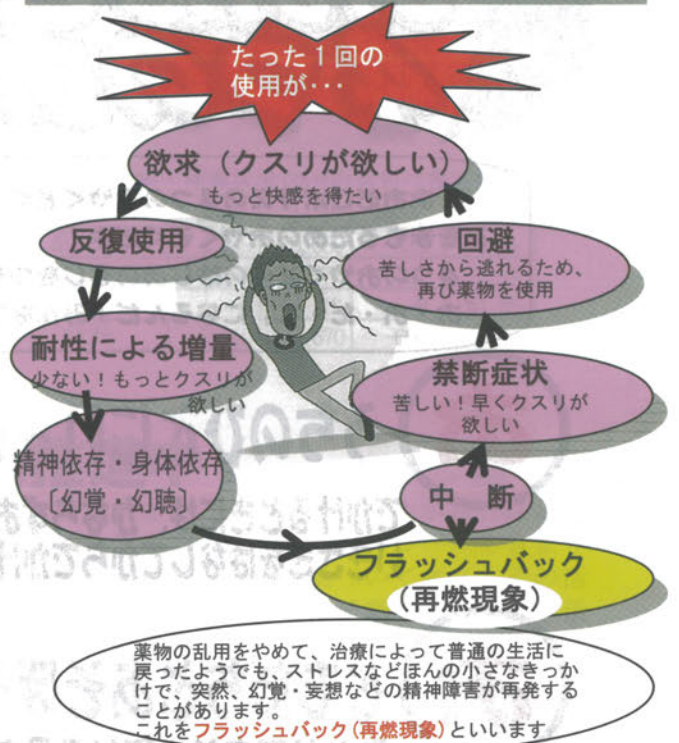 たった1回の
使用が・・・
欲求（クスリが欲しい）
もっと快感を得たい
反復使用
耐性による増量
少ない！もっとクスリが
欲しい
精神依存・身体依存
〔幻覚・幻聴〕
中　断
禁断症状
苦しい！早くクスリが
欲しい
回避
苦しさから逃れるため、
再び薬物を使用
フラッシュバック
（再燃現象）
薬物の乱用をやめて、治療によって普通の生活に
戻ったようでも、ストレスなどほんの小さなきっか
けで、突然、幻覚・妄想などの精神障害が再発する
ことがあります。
これをフラッシュバック（再燃現象）といいます